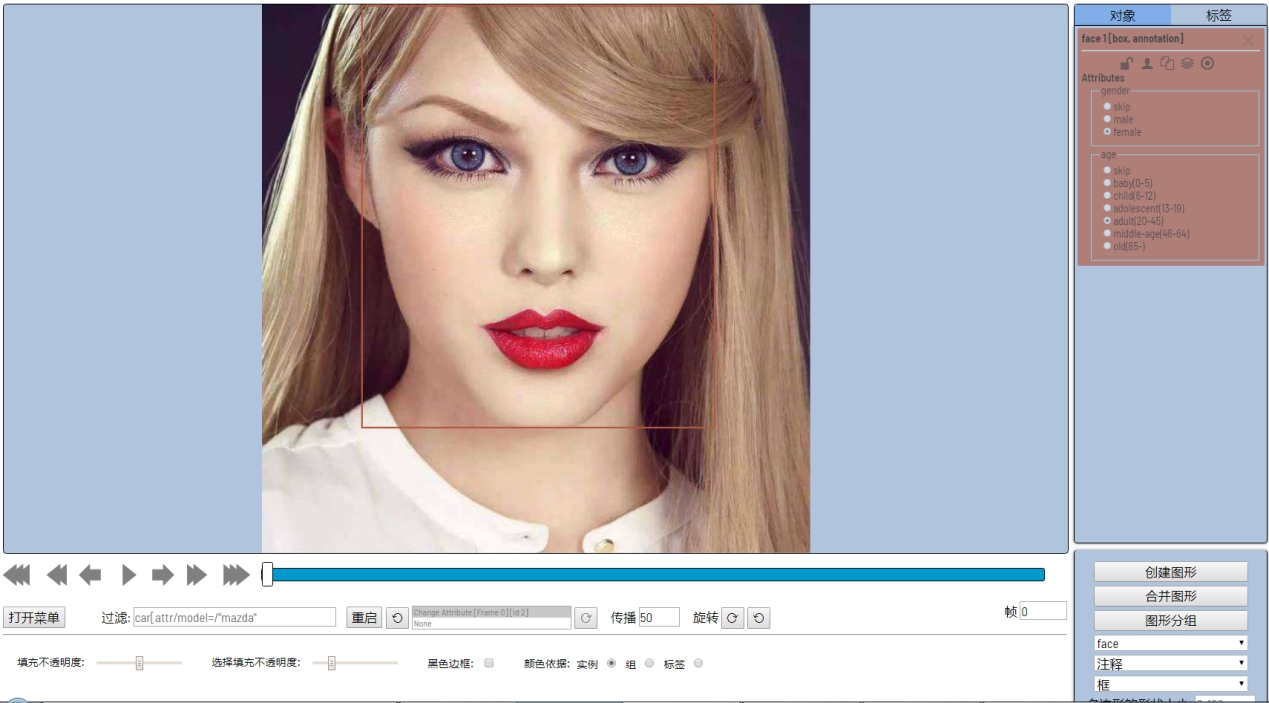 对象 标签
face 1 [box, annotation]
Attributes
gender
skip
male
female
age
skip
baby(0-5)
child(6-12)
adolescent(13-19)
adult(20-45)
middle-age(46-64)
old(65-)
打开菜单 过滤: car[attr/model=/"mazda" 重启 Change Attribute [Frame 0] [Id 2] 传播 50 旋转 帧 0
None
填充不透明度: 选择填充不透明度: 黑色边框: 颜色依据: 实例 组 标签
创建图形
合并图形
图形分组
face
注释
框